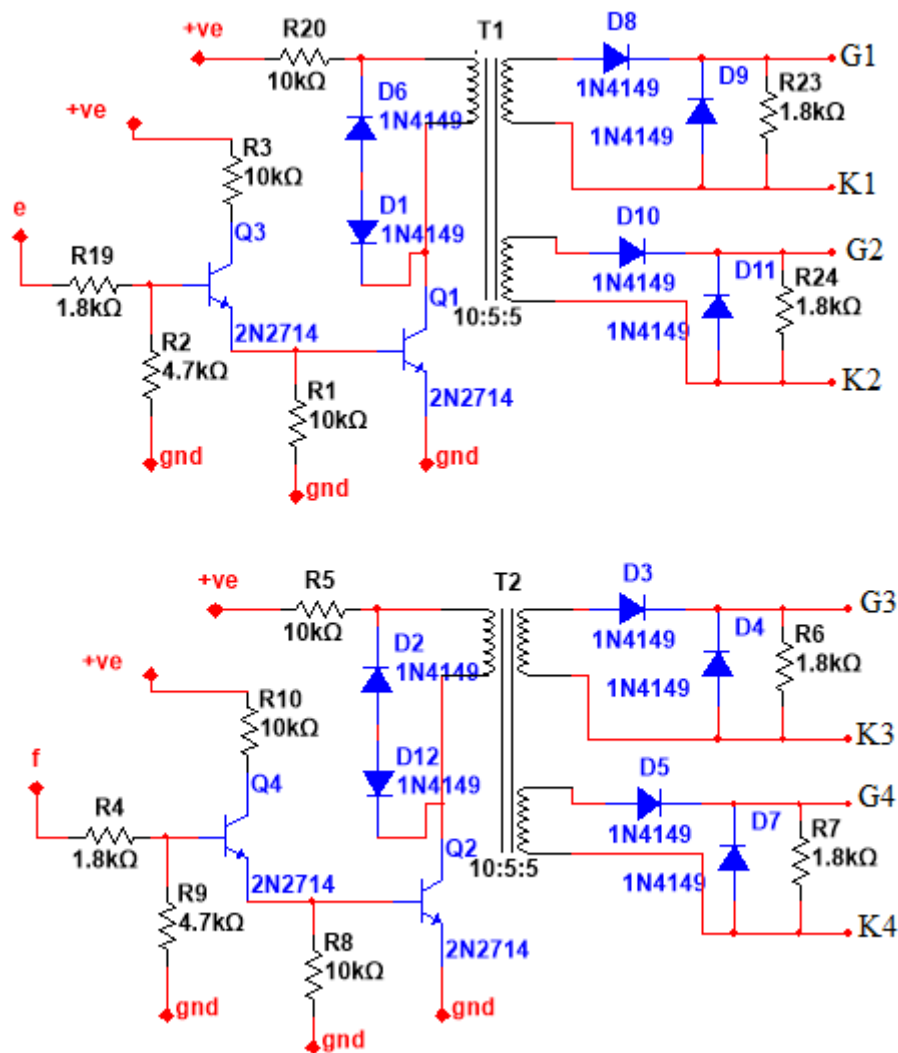 +ve
R20
10kΩ
T1
D8
1N4149
G1
D9
1N4149
R23
1.8kΩ
K1
D6
1N4149
+ve
R3
10kΩ
D1
1N4149
e
R19
1.8kΩ
Q3
2N2714
R2
4.7kΩ
gnd
R1
10kΩ
gnd
Q1
2N2714
gnd
10:5:5
D10
1N4149
G2
D11
1N4149
R24
1.8kΩ
K2
+ve
R5
10kΩ
T2
D3
1N4149
G3
D4
1N4149
R6
1.8kΩ
K3
D2
1N4149
+ve
R10
10kΩ
D12
1N4149
f
R4
1.8kΩ
Q4
2N2714
R9
4.7kΩ
gnd
R8
10kΩ
gnd
Q2
2N2714
gnd
10:5:5
D5
1N4149
G4
D7
1N4149
R7
1.8kΩ
K4